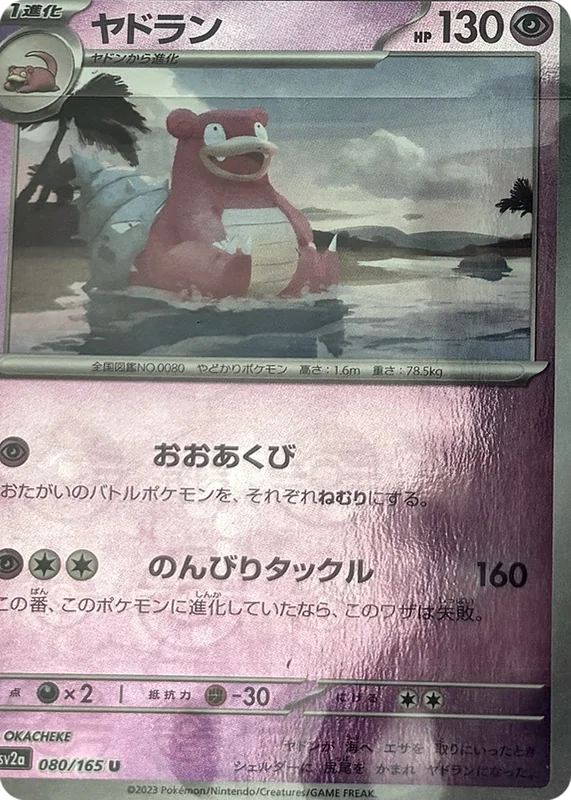 1進化 ヤドラン HP 130
ヤドンから進化
全国図鑑NO.0080 やどかりポケモン 高さ：1.6m 重さ：78.5kg
おおあくび
おたがいのバトルポケモンを、それぞれねむりにする。
のんびりタックル 160
この番、このポケモンに進化していたなら、このワザは失敗。
点 ×2 抵抗力 -30 にげる
OKACHEKE
sv2a 080/165 U
ヤドンが 海へ エサを 取りにいったとき
シェルダーに 尻尾を かまれ ヤドランになった。
©2023 Pokémon/Nintendo/Creatures/GAME FREAK.